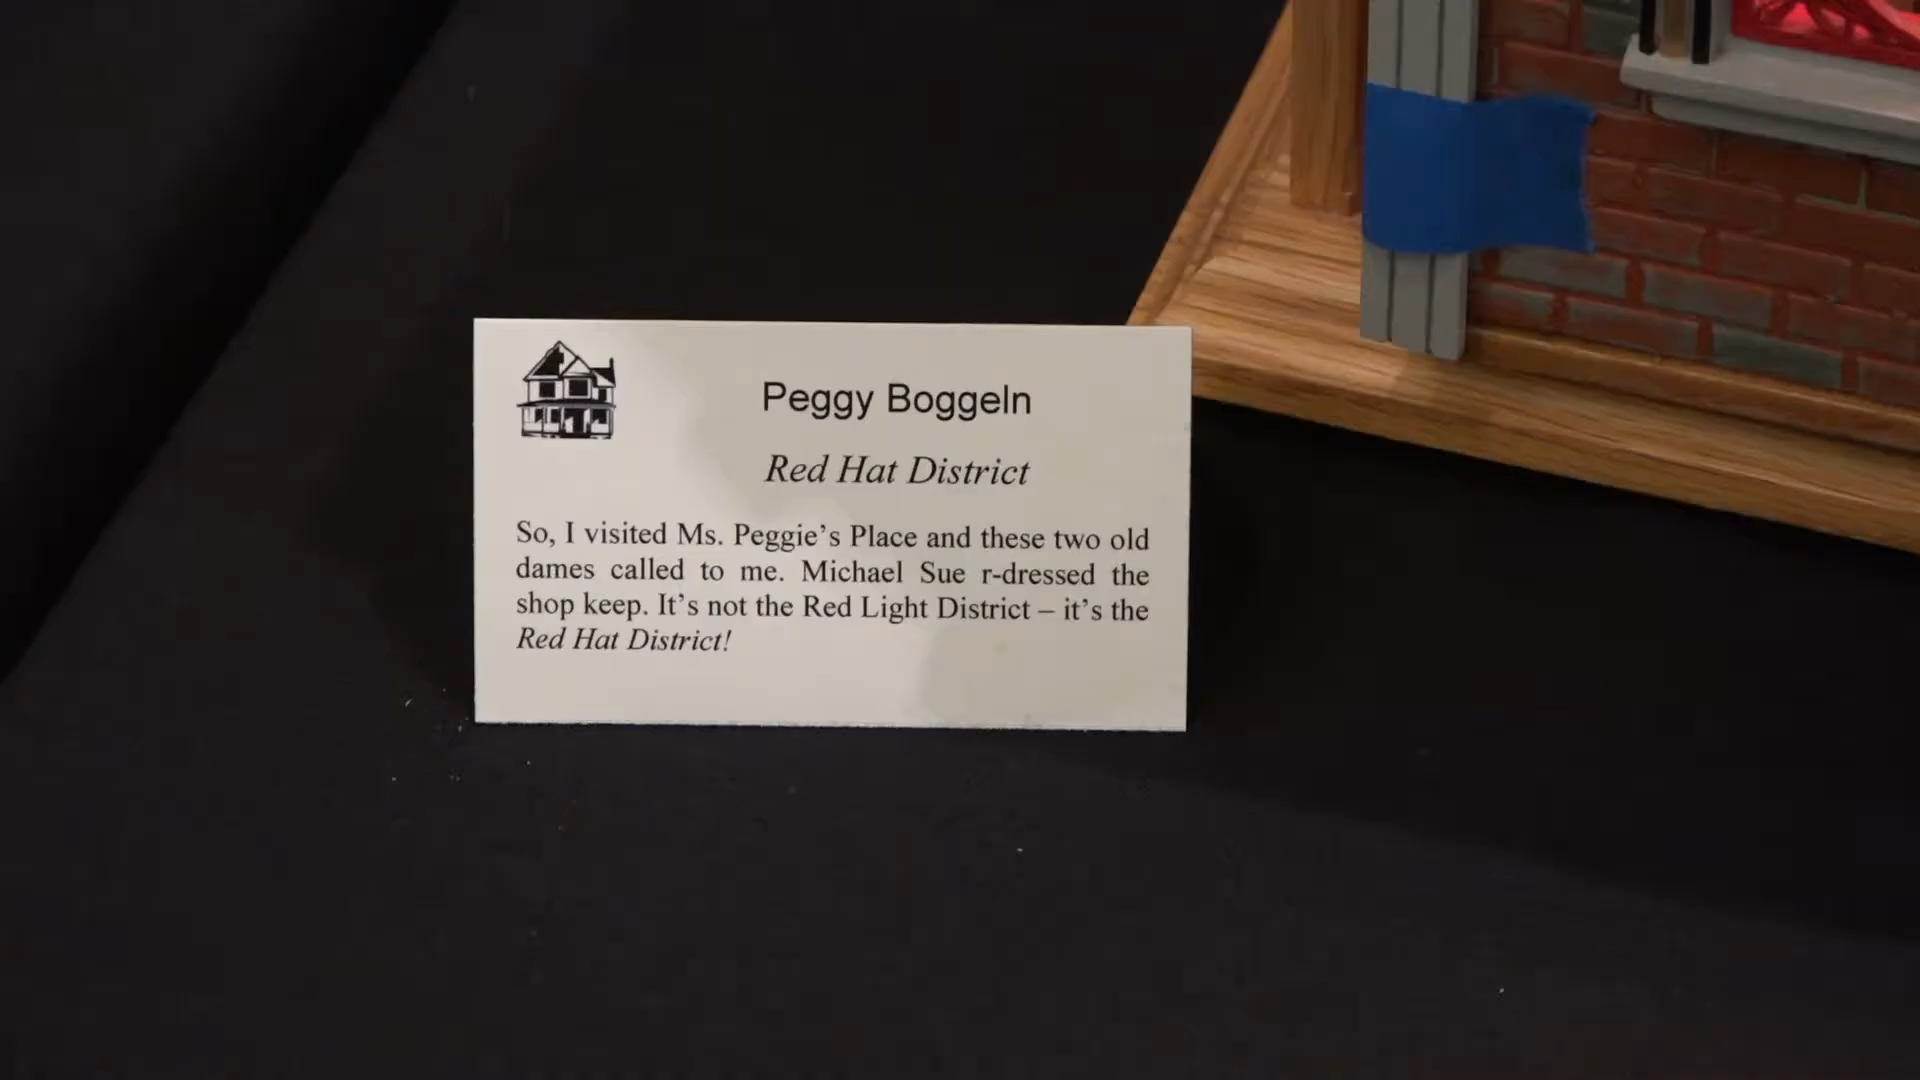 Peggy Boggeln
Red Hat District
So, I visited Ms. Peggie's Place and these two old
dames called to me. Michael Sue r-dressed the
shop keep. It's not the Red Light District – it's the
Red Hat District!